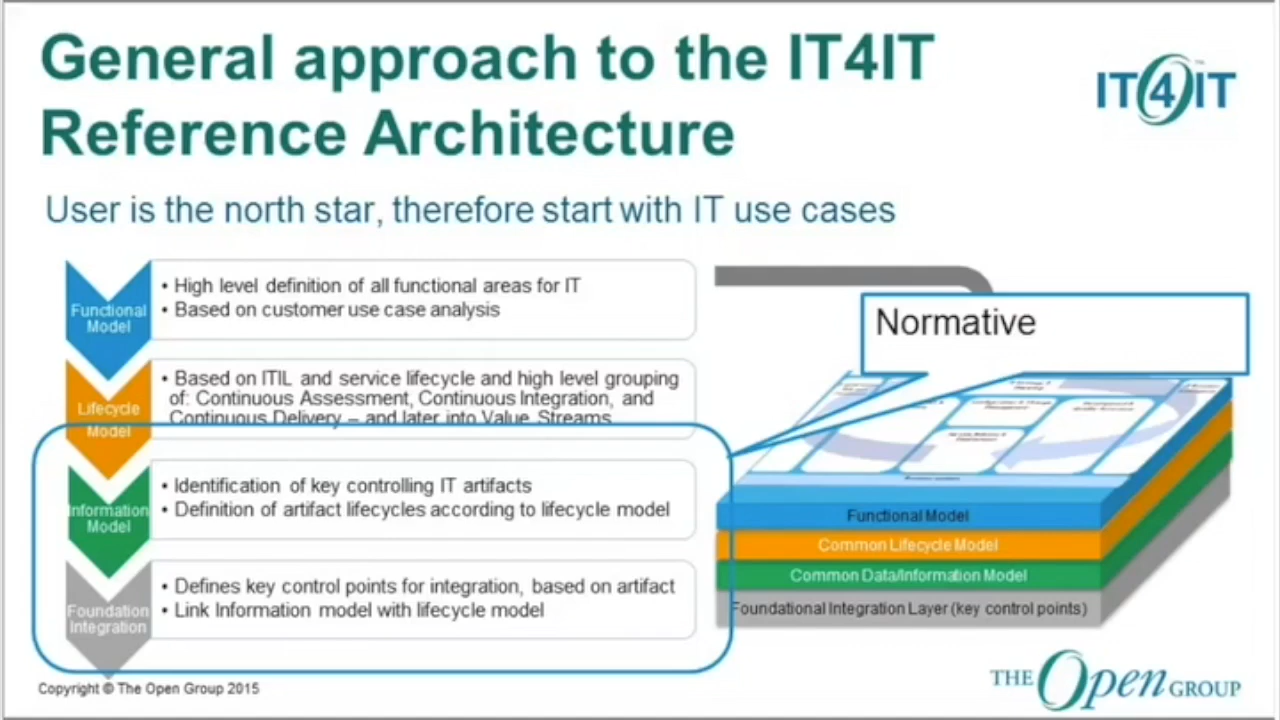 General approach to the IT4IT
Reference Architecture
IT4IT™
User is the north star, therefore start with IT use cases
Functional
Model
• High level definition of all functional areas for IT
• Based on customer use case analysis
Lifecycle
Model
• Based on ITIL and service lifecycle and high level grouping
of: Continuous Assessment, Continuous Integration, and
Continuous Delivery – and later into Value Streams
Information
Model
• Identification of key controlling IT artifacts
• Definition of artifact lifecycles according to lifecycle model
Foundation
Integration
• Defines key control points for integration, based on artifact
• Link Information model with lifecycle model
Normative
Functional Model
Common Lifecycle Model
Common Data/Information Model
Foundational Integration Layer (key control points)
Copyright © The Open Group 2015
THE Open GROUP